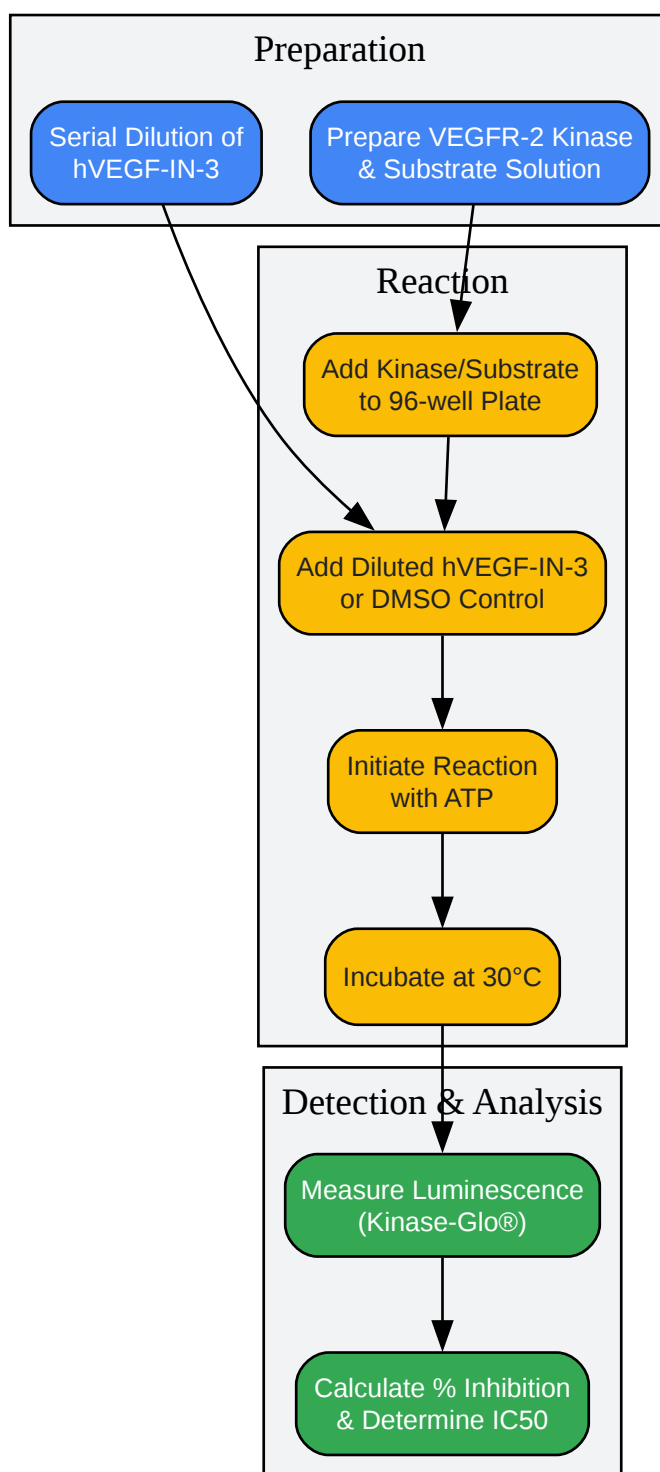 Preparation
Serial Dilution of
hVEGF-IN-3
Prepare VEGFR-2 Kinase
& Substrate Solution
Reaction
Add Kinase/Substrate
to 96-well Plate
Add Diluted hVEGF-IN-3
or DMSO Control
Initiate Reaction
with ATP
Incubate at 30°C
Detection & Analysis
Measure Luminescence
(Kinase-Glo®)
Calculate % Inhibition
& Determine IC50